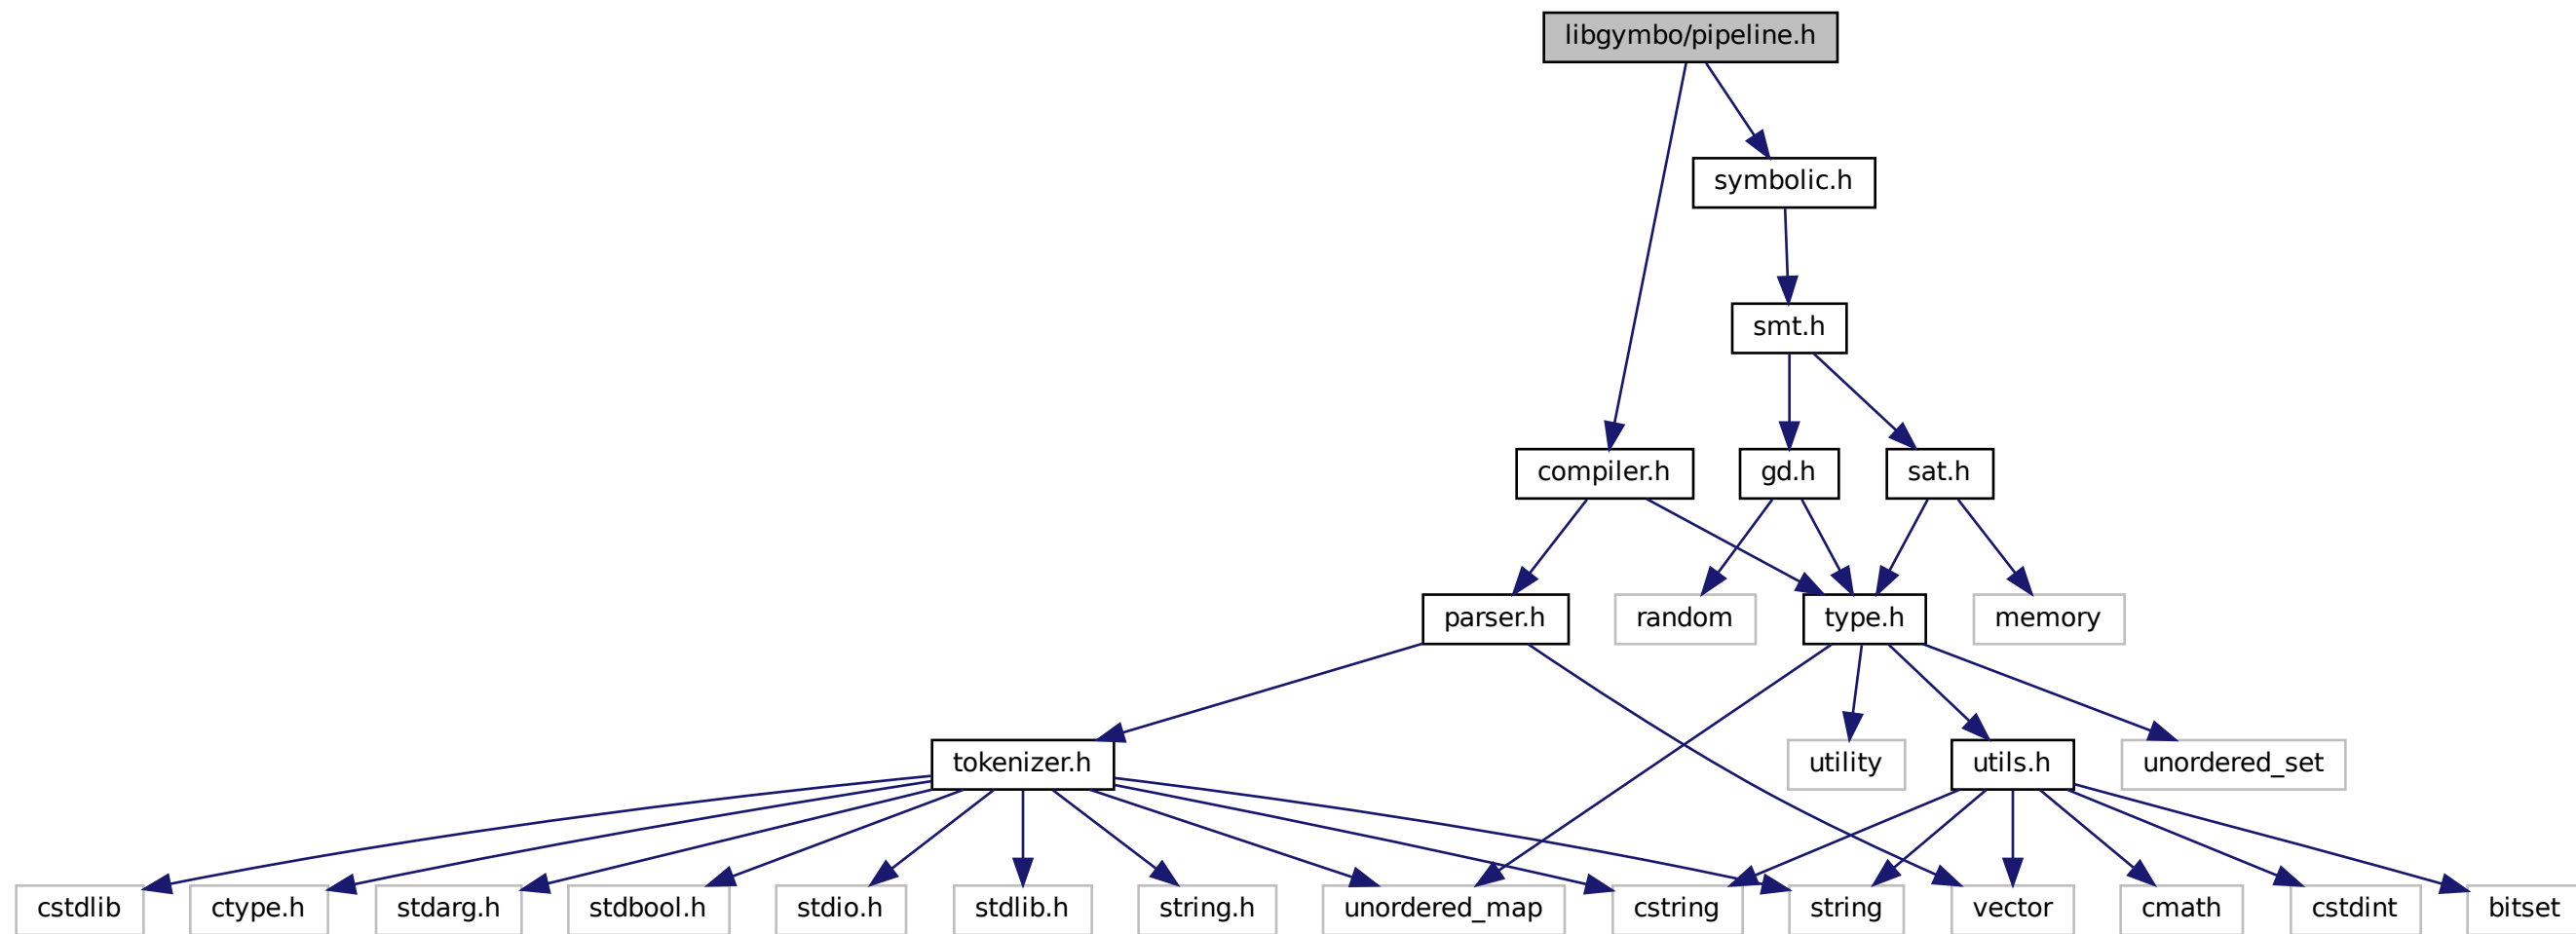 libgymbo/pipeline.h
symbolic.h
smt.h
compiler.h
gd.h
sat.h
parser.h
random
type.h
memory
tokenizer.h
utility
utils.h
unordered_set
cstdlib
ctype.h
stdarg.h
stdbool.h
stdio.h
stdlib.h
string.h
unordered_map
cstring
string
vector
cmath
cstdint
bitset